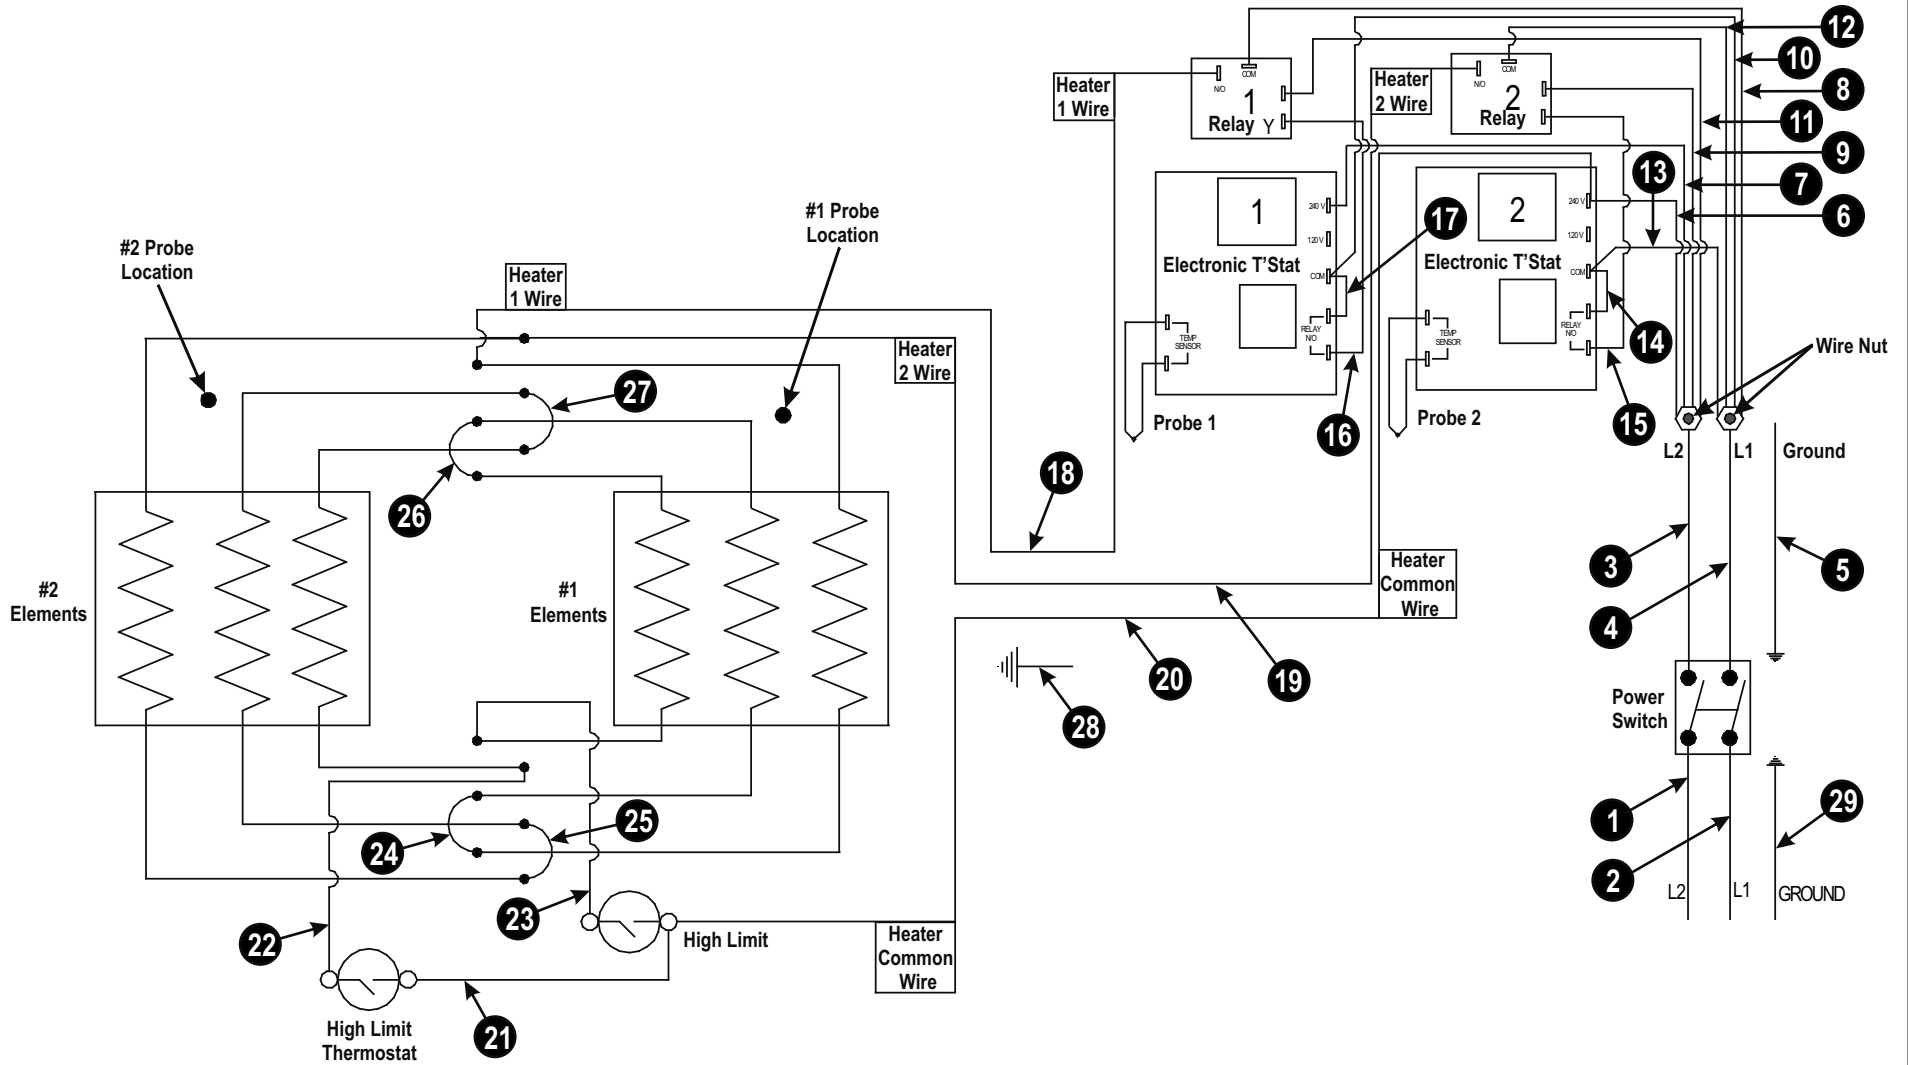 12
10
8
11
9
7
6
13
17
Heater
1 Wire
N/O
COM
1
Relay Y
Heater
2 Wire
N/O
COM
2
Relay
1
240 V
120 V
Electronic T'Stat
COM
RELAY
N/O
TEMP
SENSOR
Probe 1
2
240 V
120 V
Electronic T'Stat
COM
RELAY
N/O
TEMP
SENSOR
Probe 2
14
15
16
Wire Nut
L2
L1
Ground
#1 Probe
Location
#2 Probe
Location
Heater
1 Wire
Heater
2 Wire
27
26
18
#2
Elements
#1
Elements
Heater
Common
Wire
3
4
5
19
20
28
Power
Switch
1
2
29
L2
L1
GROUND
24
25
23
22
High Limit
Heater
Common
Wire
High Limit
Thermostat
21